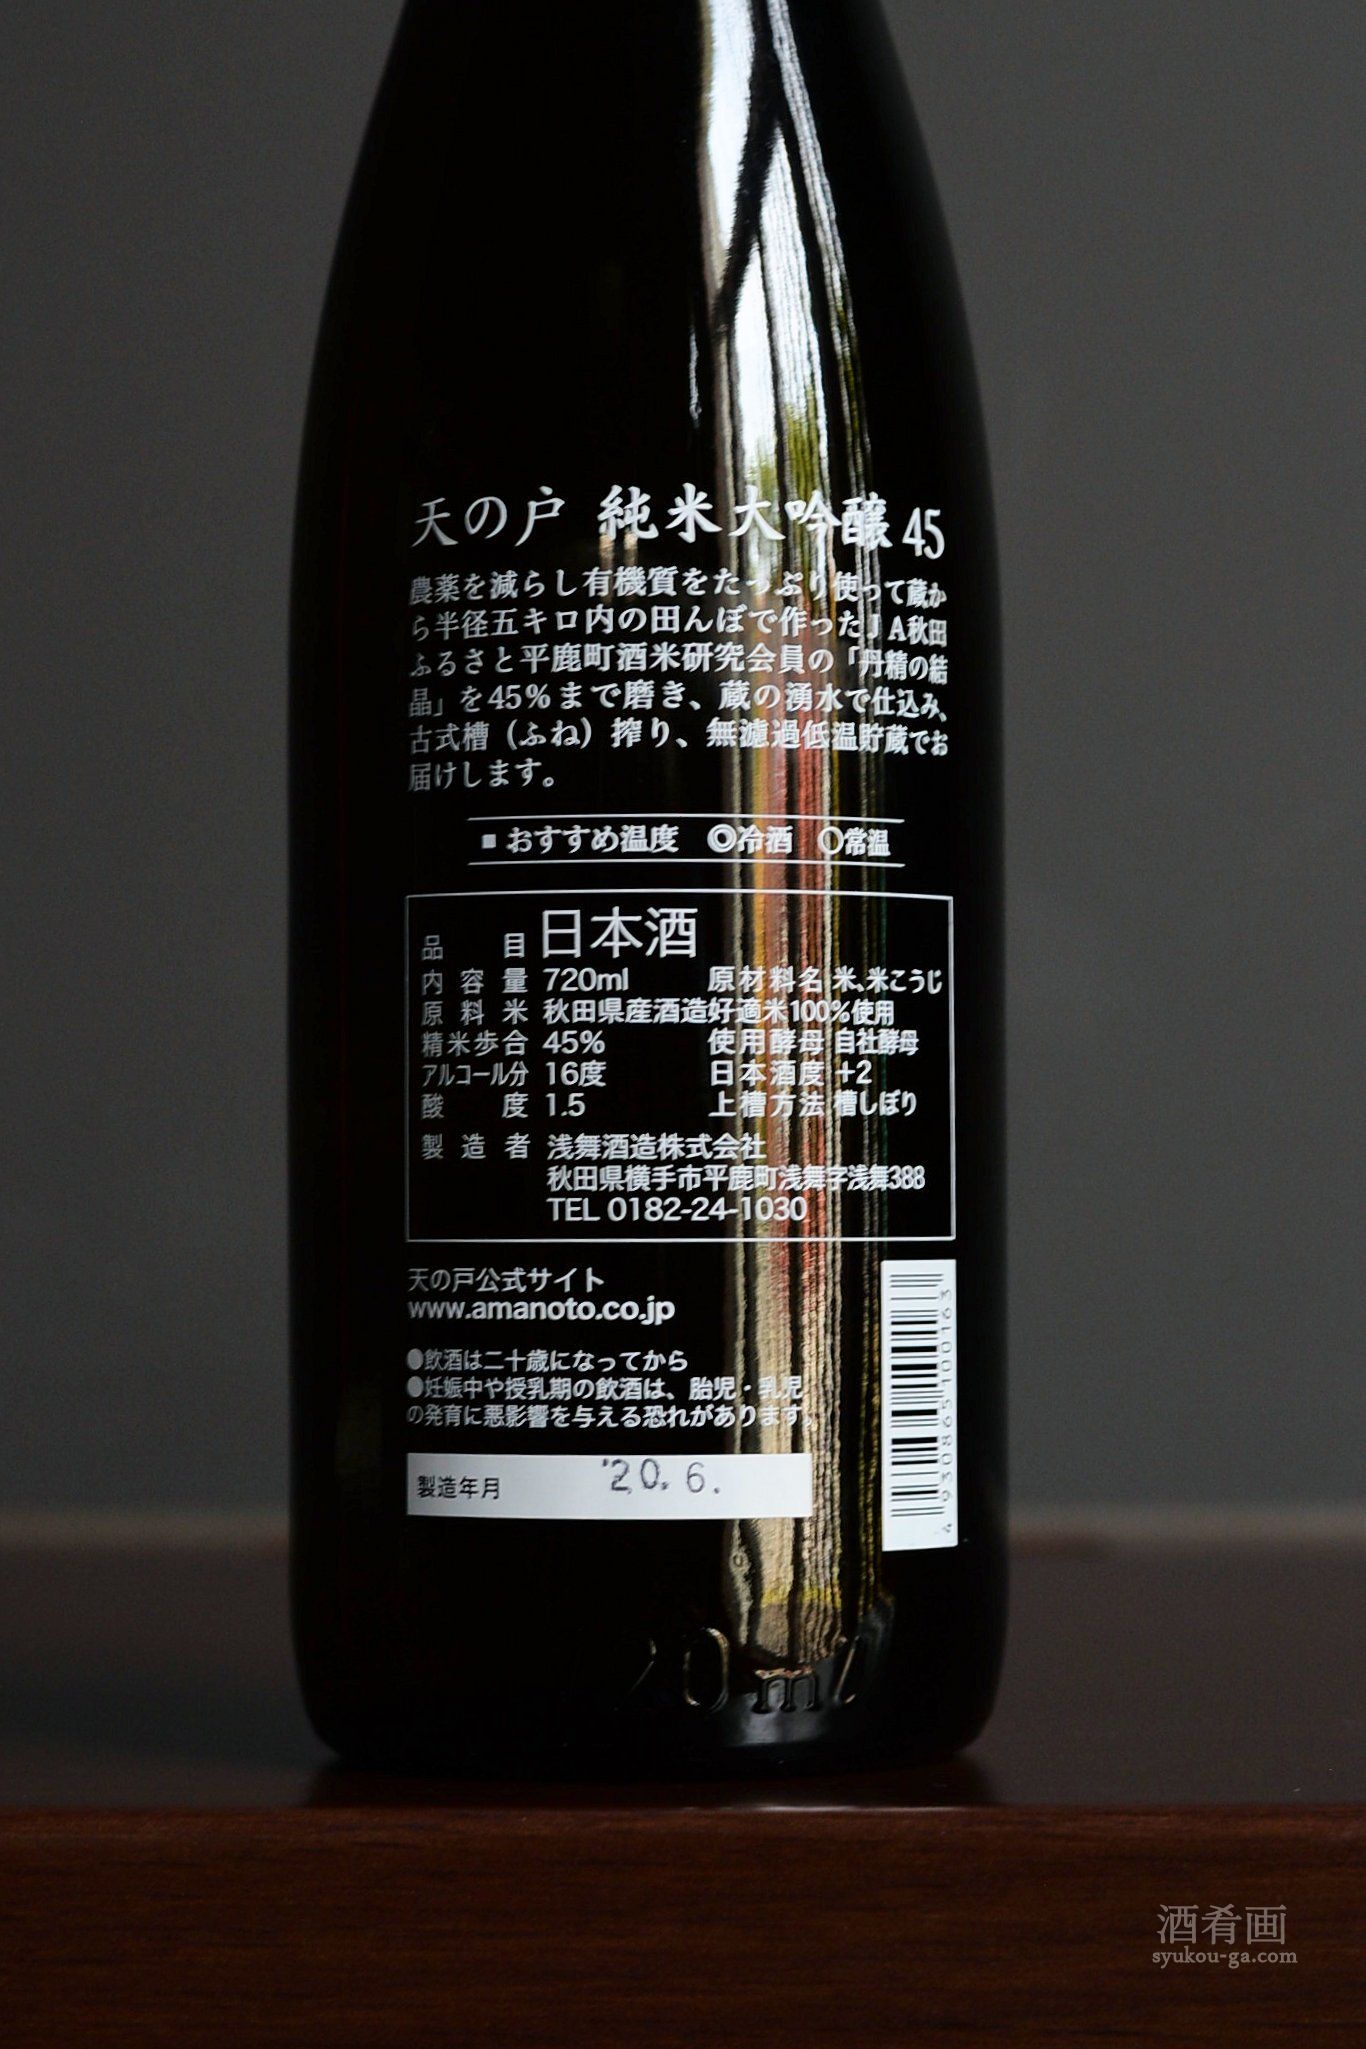 天の戸 純米大吟醸45
農薬を減らし有機質をたっぷり使って蔵か
ら半径五キロ内の田んぼで作ったJA秋田
ふるさと平鹿町酒米研究会員の「丹精の結
晶」を45%まで磨き、蔵の湧水で仕込み、
古式槽（ふね）搾り、無濾過低温貯蔵でお
届けします。
■おすすめ温度 ◎冷酒 ○常温
品目 日本酒
内容量 720ml 原材料名 米、米こうじ
原料米 秋田県産酒造好適米100%使用
精米歩合 45% 使用酵母 自社酵母
アルコール分 16度 日本酒度 +2
酸度 1.5 上槽方法 槽しぼり
製造者 浅舞酒造株式会社
秋田県横手市平鹿町浅舞字浅舞388
TEL 0182-24-1030
天の戸公式サイト
www.amanoto.co.jp
●飲酒は二十歳になってから
●妊娠中や授乳期の飲酒は、胎児・乳児
の発育に悪影響を与える恐れがあります。
製造年月 '20.6.
4930865100163
720ml
酒肴画
syukou-ga.com